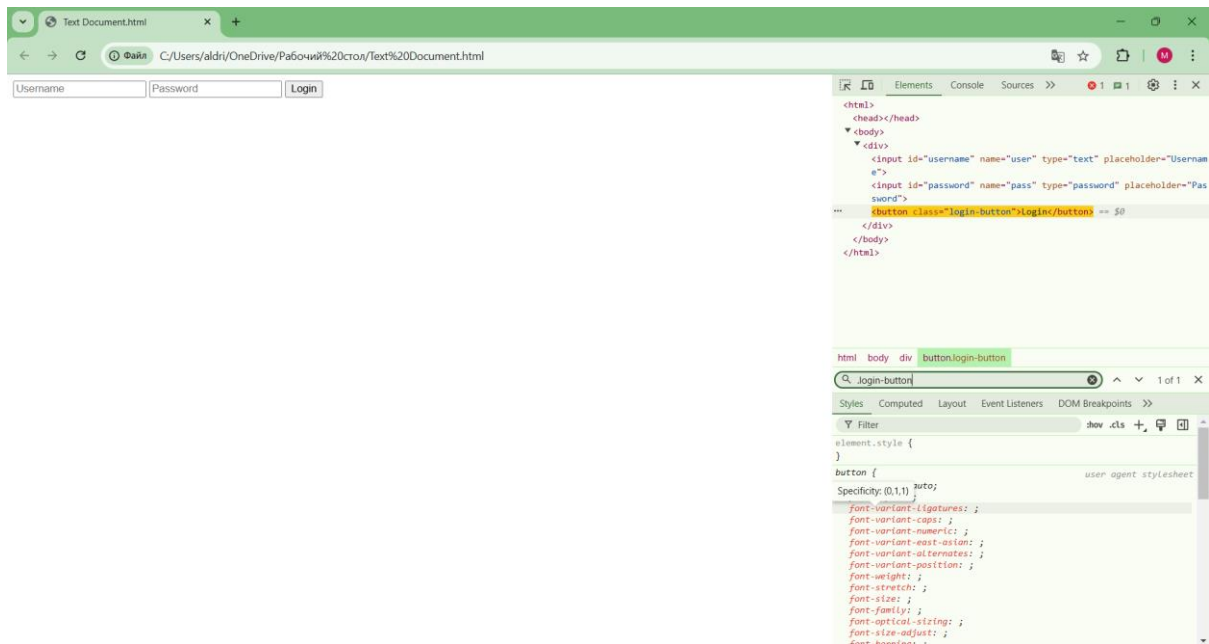 Text Document.html
Файл C:/Users/aldri/OneDrive/Рабочий%20стол/Text%20Document.html
M
Username Password Login
Elements Console Sources 1 1
<html>
<head></head>
<body>
<div>
<input id="username" name="user" type="text" placeholder="Usernam
e">
<input id="password" name="pass" type="password" placeholder="Pas
sword">
... <button class="login-button">Login</button> == $0
</div>
</body>
</html>
html body div button.login-button
.login-button 1 of 1
Styles Computed Layout Event Listeners DOM Breakpoints
Filter :hov .cls
element.style {
}
button { user agent stylesheet
auto;
Specificity: (0,1,1)
font-variant-ligatures: ;
font-variant-caps: ;
font-variant-numeric: ;
font-variant-east-asian: ;
font-variant-alternates: ;
font-variant-position: ;
font-weight: ;
font-stretch: ;
font-size: ;
font-family: ;
font-optical-sizing: ;
font-size-adjust: ;
font-kerning: ;